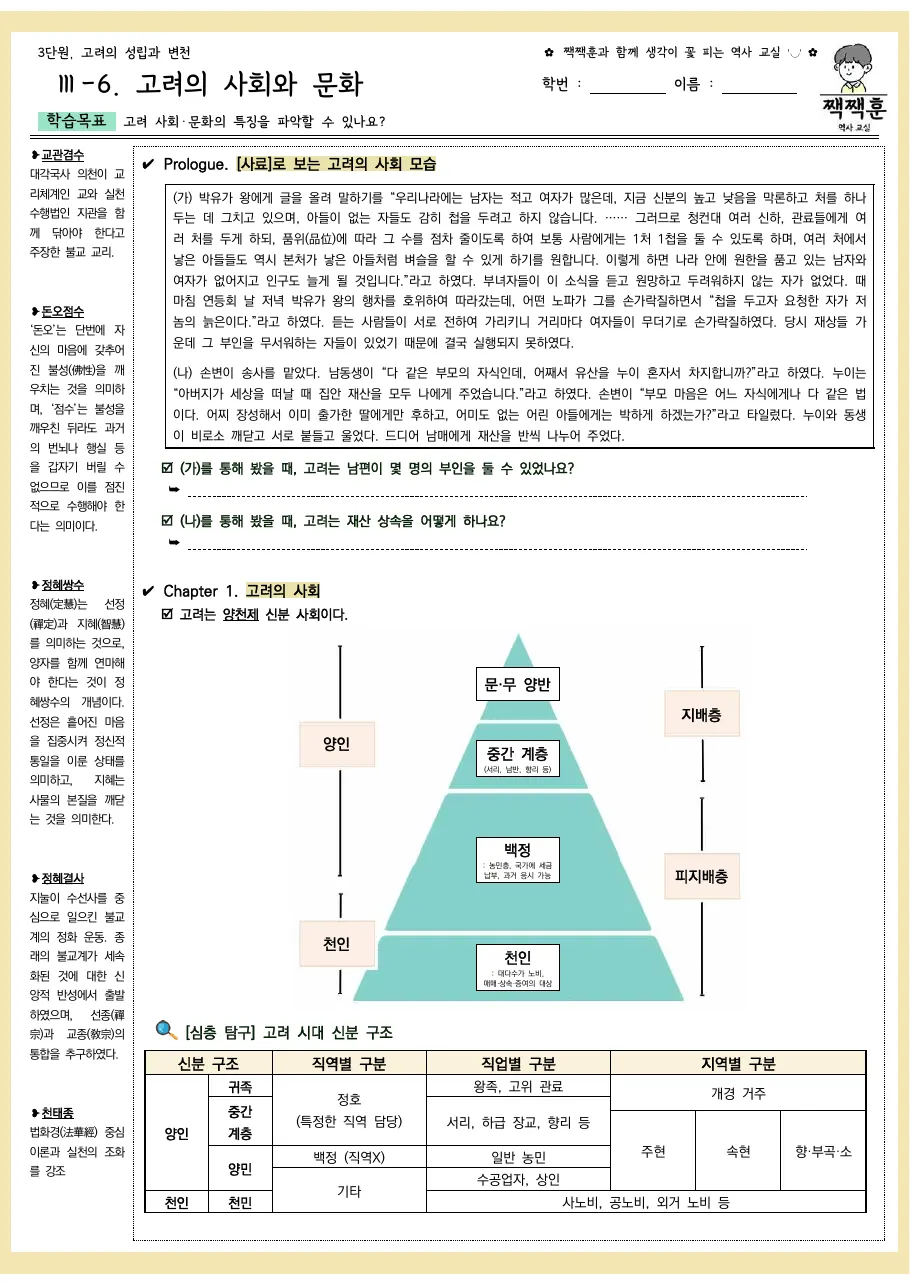 3단원. 고려의 성립과 변천
✿ 짹짹훈과 함께 생각이 꽃 피는 역사 교실 ᵔ◡ᵔ ✿
Ⅲ-6. 고려의 사회와 문화
학번 : 이름 :
짹짹훈
역사 교실
학습목표 고려 사회·문화의 특징을 파악할 수 있나요?
❥교관겸수
대각국사 의천이 교
리체계인 교와 실천
수행법인 지관을 함
께 닦아야 한다고
주장한 불교 교리.
❥돈오점수
‘돈오’는 단번에 자
신의 마음에 갖추어
진 불성(佛性)을 깨
우치는 것을 의미하
며, ‘점수’는 불성을
깨우친 뒤라도 과거
의 번뇌나 행실 등
을 갑자기 버릴 수
없으므로 이를 점진
적으로 수행해야 한
다는 의미이다.
❥정혜쌍수
정혜(定慧)는 선정
(禪定)과 지혜(智慧)
를 의미하는 것으로,
양자를 함께 연마해
야 한다는 것이 정
혜쌍수의 개념이다.
선정은 흩어진 마음
을 집중시켜 정신적
통일을 이룬 상태를
의미하고, 지혜는
사물의 본질을 깨닫
는 것을 의미한다.
❥정혜결사
지눌이 수선사를 중
심으로 일으킨 불교
계의 정화 운동. 종
래의 불교계가 세속
화된 것에 대한 신
앙적 반성에서 출발
하였으며, 선종(禪
宗)과 교종(敎宗)의
통합을 추구하였다.
❥천태종
법화경(法華經) 중심
이론과 실천의 조화
를 강조
✔ Prologue. [사료]로 보는 고려의 사회 모습
(가) 박유가 왕에게 글을 올려 말하기를 “우리나라에는 남자는 적고 여자가 많은데, 지금 신분의 높고 낮음을 막론하고 처를 하나
두는 데 그치고 있으며, 아들이 없는 자들도 감히 첩을 두려고 하지 않습니다. …… 그러므로 청컨대 여러 신하, 관료들에게 여
러 처를 두게 하되, 품위(品位)에 따라 그 수를 점차 줄이도록 하여 보통 사람에게는 1처 1첩을 둘 수 있도록 하며, 여러 처에서
낳은 아들들도 역시 본처가 낳은 아들처럼 벼슬을 할 수 있게 하기를 원합니다. 이렇게 하면 나라 안에 원한을 품고 있는 남자와
여자가 없어지고 인구도 늘게 될 것입니다.”라고 하였다. 부녀자들이 이 소식을 듣고 원망하고 두려워하지 않는 자가 없었다. 때
마침 연등회 날 저녁 박유가 왕의 행차를 호위하여 따라갔는데, 어떤 노파가 그를 손가락질하면서 “첩을 두고자 요청한 자가 저
놈의 늙은이다.”라고 하였다. 듣는 사람들이 서로 전하여 가리키니 거리마다 여자들이 무더기로 손가락질하였다. 당시 재상들 가
운데 그 부인을 무서워하는 자들이 있었기 때문에 결국 실행되지 못하였다.
(나) 손변이 송사를 맡았다. 남동생이 “다 같은 부모의 자식인데, 어째서 유산을 누이 혼자서 차지합니까?”라고 하였다. 누이는
“아버지가 세상을 떠날 때 집안 재산을 모두 나에게 주었습니다.”라고 하였다. 손변이 “부모 마음은 어느 자식에게나 다 같은 법
이다. 어찌 장성해서 이미 출가한 딸에게만 후하고, 어미도 없는 어린 아들에게는 박하게 하겠는가?”라고 타일렀다. 누이와 동생
이 비로소 깨닫고 서로 붙들고 울었다. 드디어 남매에게 재산을 반씩 나누어 주었다.
☑ (가)를 통해 봤을 때, 고려는 남편이 몇 명의 부인을 둘 수 있었나요?
➥
☑ (나)를 통해 봤을 때, 고려는 재산 상속을 어떻게 하나요?
➥
✔ Chapter 1. 고려의 사회
☑ 고려는 양천제 신분 사회이다.
문·무 양반
지배층
양인
중간 계층
(서리, 남반, 향리 등)
백정
: 농민층, 국가에 세금
납부, 과거 응시 가능
피지배층
천인
천인
: 대다수가 노비,
매매·상속·증여의 대상
[심층 탐구] 고려 시대 신분 구조
신분 구조 직역별 구분 직업별 구분 지역별 구분
양인 귀족 정호 (특정한 직역 담당) 왕족, 고위 관료 개경 거주
중간 계층 서리, 하급 장교, 향리 등 주현 속현 향·부곡·소
양민 백정 (직역X) 일반 농민
기타 수공업자, 상인
천인 천민 사노비, 공노비, 외거 노비 등